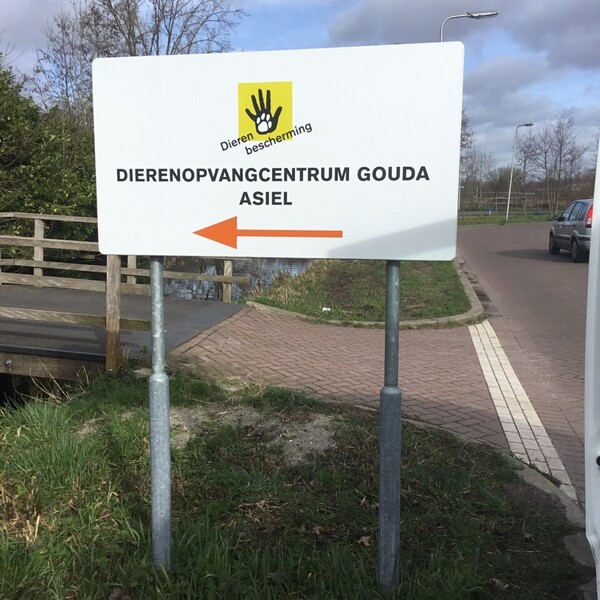 Dieren
bescherming
DIERENOPVANGCENTRUM GOUDA
ASIEL